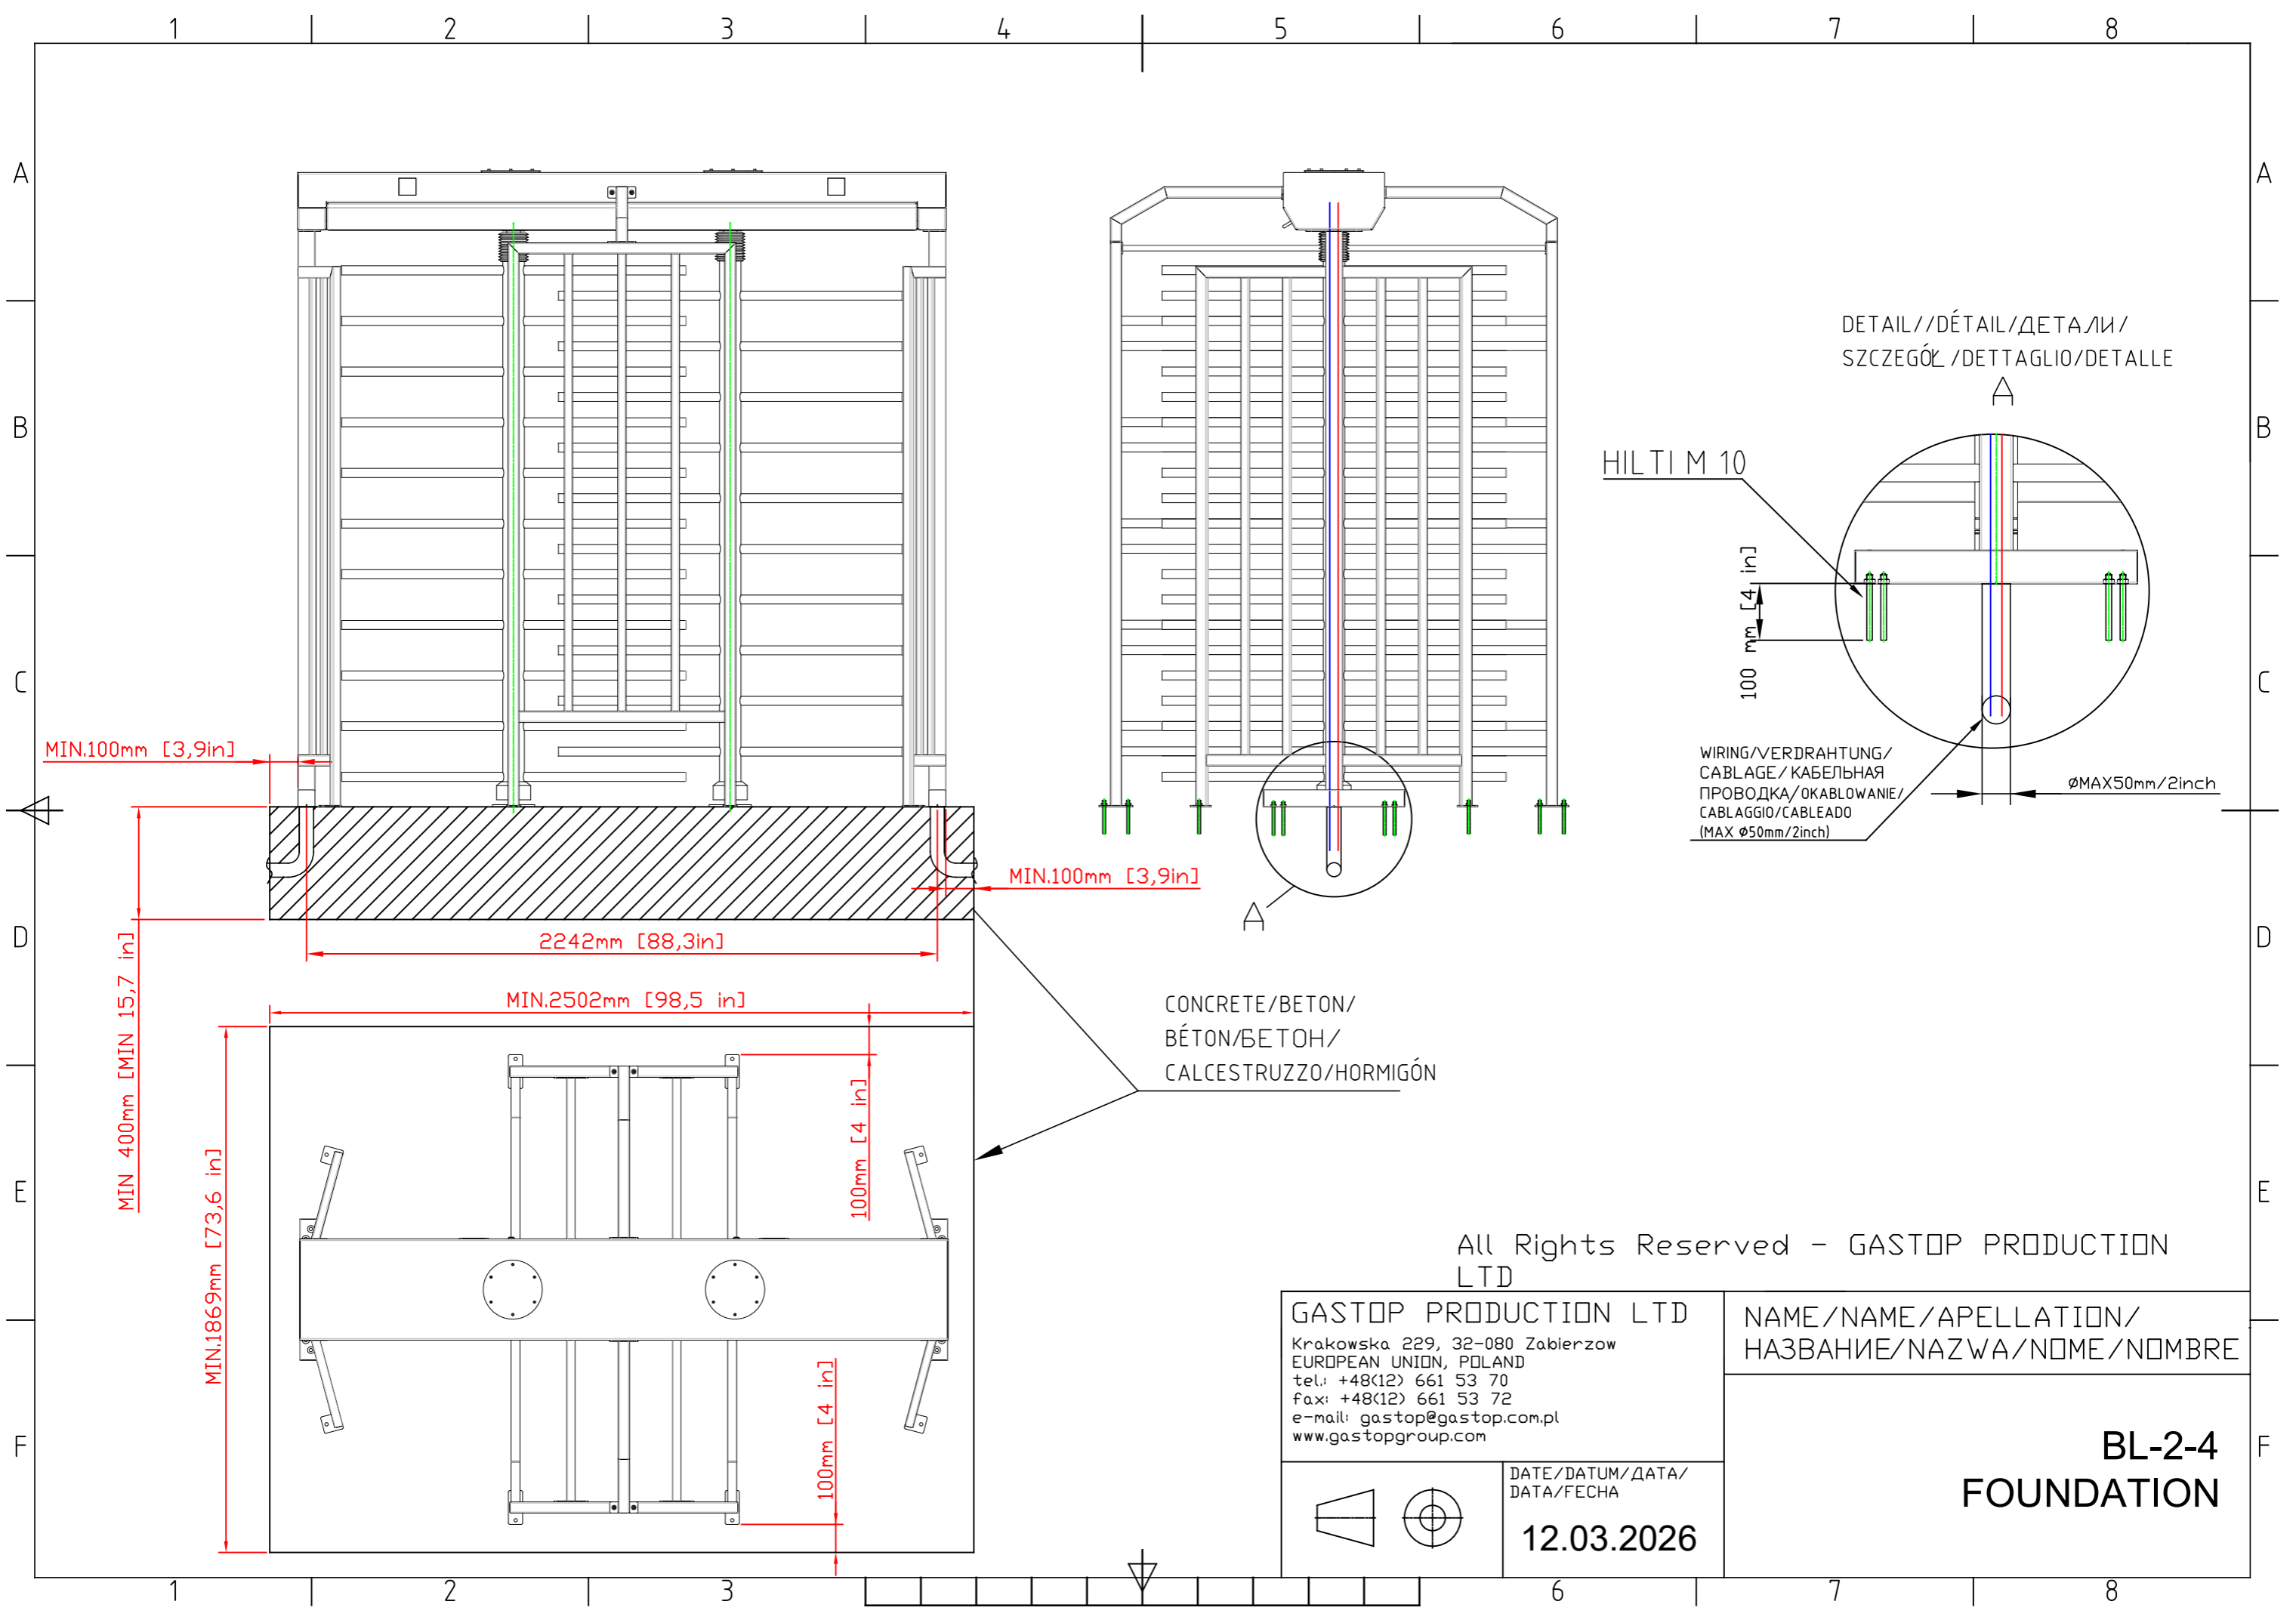 1 2 3 4 5 6 7 8
A A
B B
C C
D D
E E
F F
DETAIL//DÉTAIL/ДЕТАЛИ/
SZCZEGÓŁ/DETTAGLIO/DETALLE
A
HILTI M 10
100 mm [4 in]
WIRING/VERDRAHTUNG/
CABLAGE/КАБЕЛЬНАЯ
ПРОВОДКА/OKABLOWANIE/
CABLAGGIO/CABLEADO
(MAX Ø50mm/2inch)
ØMAX50mm/2inch
MIN.100mm [3,9in]
MIN.100mm [3,9in]
A
2242mm [88,3in]
MIN 400mm [MIN 15,7 in]
MIN.2502mm [98,5 in]
MIN.1869mm [73,6 in]
100mm [4 in]
100mm [4 in]
CONCRETE/BETON/
BÉTON/БЕТОН/
CALCESTRUZZO/HORMIGÓN
All Rights Reserved - GASTOP PRODUCTION
LTD
GASTOP PRODUCTION LTD
Krakowska 229, 32-080 Zabierzow
EUROPEAN UNION, POLAND
tel.: +48(12) 661 53 70
fax: +48(12) 661 53 72
e-mail: gastop@gastop.com.pl
www.gastopgroup.com
NAME/NAME/APELLATION/
НАЗВАНИЕ/NAZWA/NOME/NOMBRE
DATE/DATUM/ДАТА/
DATA/FECHA
12.03.2026
BL-2-4
FOUNDATION
1 2 3 6 7 8